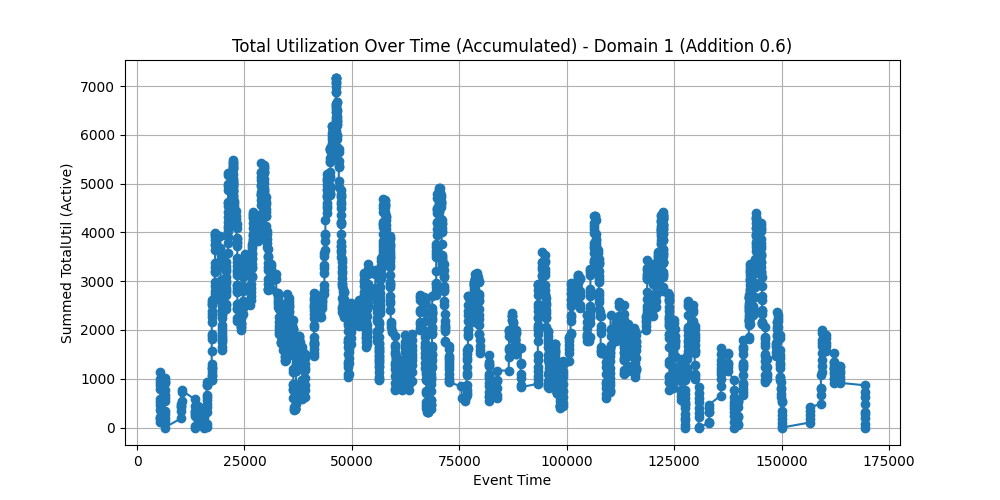 Total Utilization Over Time (Accumulated) - Domain 1 (Addition 0.6)
Summed TotalUtil (Active)
7000
6000
5000
4000
3000
2000
1000
0
0 25000 50000 75000 100000 125000 150000 175000
Event Time